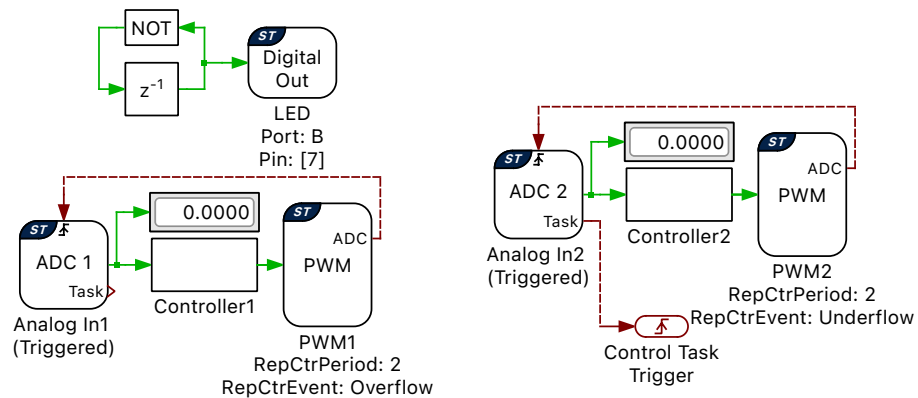 NOT
z-1
ST
Digital
Out
LED
Port: B
Pin: [7]
ST
ADC 1
Task
Analog In1
(Triggered)
0.0000
Controller1
ST
ADC
PWM
PWM1
RepCtrPeriod: 2
RepCtrEvent: Overflow
ST
ADC 2
Task
Analog In2
(Triggered)
0.0000
Controller2
ST
ADC
PWM
PWM2
RepCtrPeriod: 2
RepCtrEvent: Underflow
Control Task
Trigger